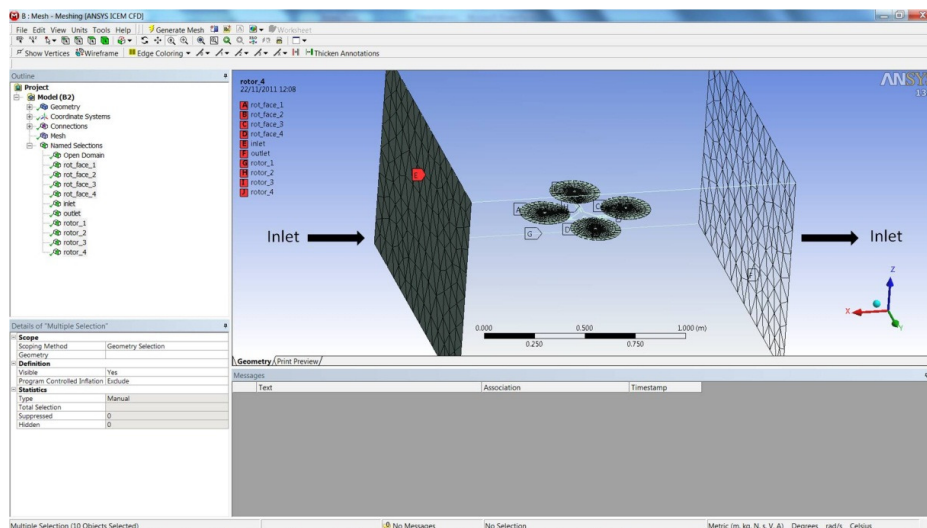 B : Mesh - Meshing [ANSYS ICEM CFD]
File Edit View Units Tools Help Generate Mesh Worksheet
Show Vertices Wireframe Edge Coloring Thicken Annotations
Outline
Project
Model (B2)
Geometry
Coordinate Systems
Connections
Mesh
Named Selections
Open Domain
rot_face_1
rot_face_2
rot_face_3
rot_face_4
inlet
outlet
rotor_1
rotor_2
rotor_3
rotor_4
Details of "Multiple Selection"
Scope
Scoping Method Geometry Selection
Geometry
Definition
Visible Yes
Program Controlled Inflation Exclude
Statistics
Type Manual
Total Selection
Suppressed 0
Hidden 0
rotor_4
22/11/2011 12:08
A rot_face_1
B rot_face_2
C rot_face_3
D rot_face_4
E inlet
F outlet
G rotor_1
H rotor_2
I rotor_3
J rotor_4
ANSY
13
E
A
C
D
G
F
Inlet
Inlet
Z
X
Y
0.000 0.500 1.000 (m)
0.250 0.750
Geometry Print Preview
Messages
Text Association Timestamp
Multiple Selection (10 Objects Selected) No Messages No Selection Metric (m, kg, N, s, V, A) Degrees rad/s Celsius